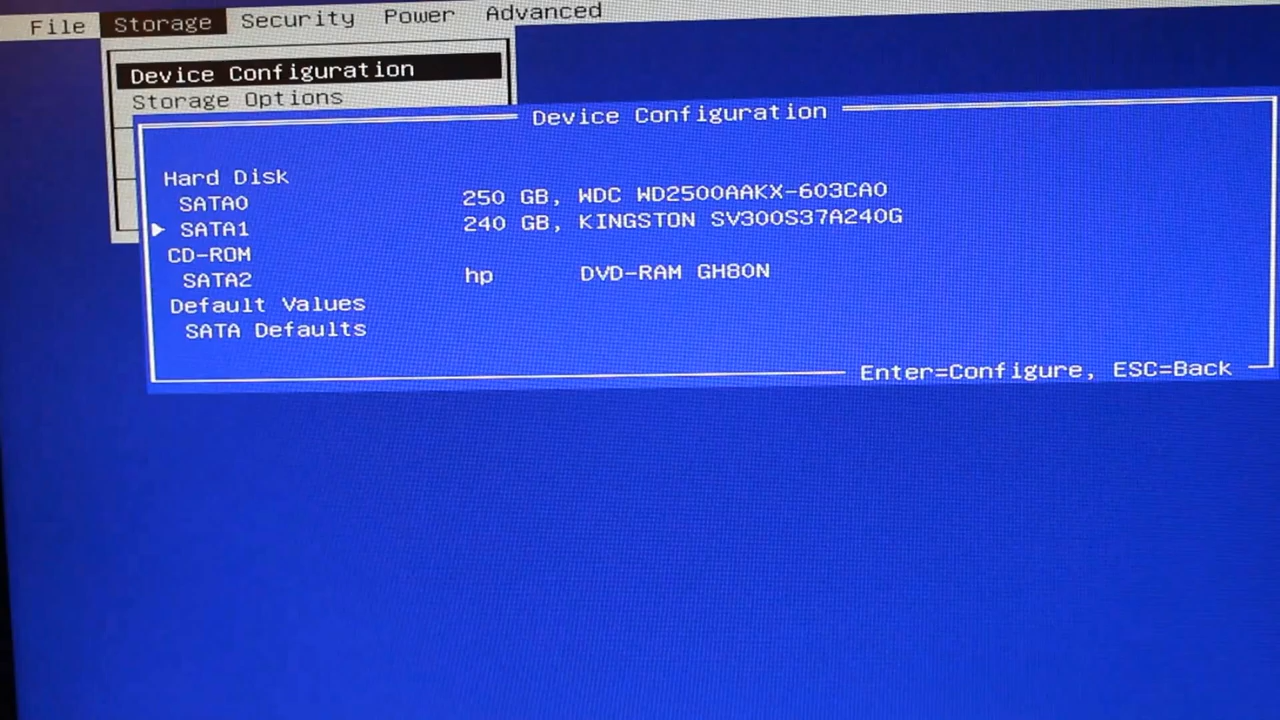 File Storage Security Power Advanced
Device Configuration
Storage Options
Device Configuration
Hard Disk
SATA0 250 GB, WDC WD2500AAKX-603CA0
SATA1 240 GB, KINGSTON SV300S37A240G
CD-ROM
SATA2 hp DVD-RAM GH80N
Default Values
SATA Defaults
Enter=Configure, ESC=Back